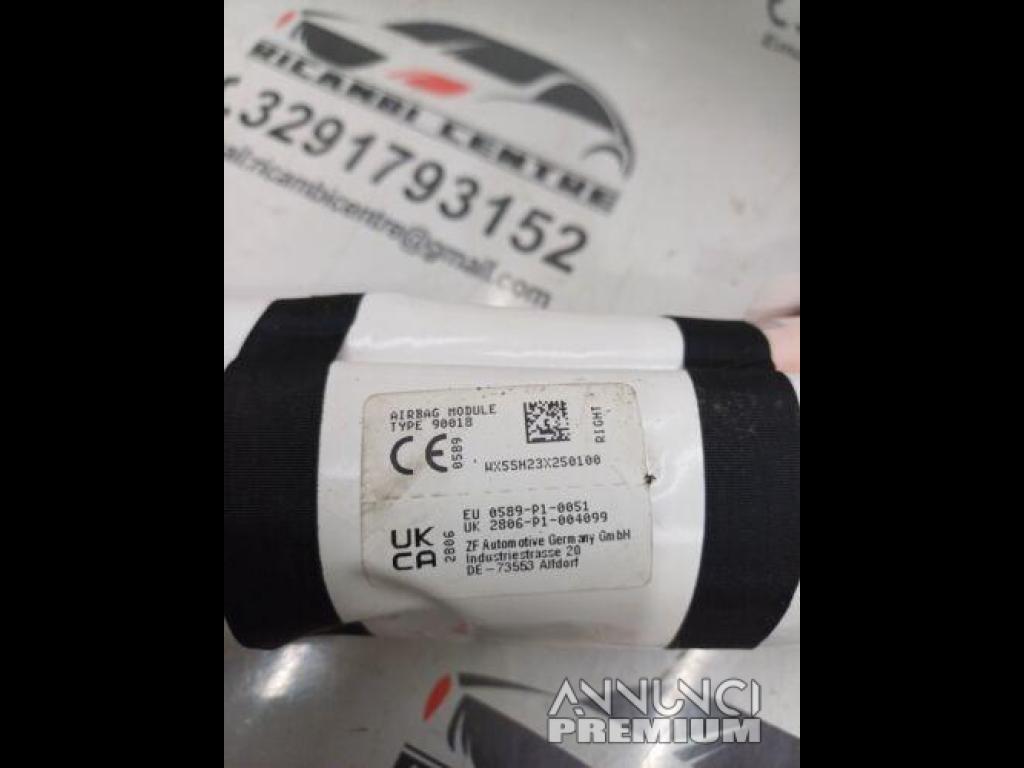 RICAMBI CENTRE
3291793152
ail:ricambicentre@gmail.com
AIRBAG MODULE
TYPE 90018
RIGHT
CE 0589
WXSSH23X250100
EU 0589-P1-0051
UK 2806-P1-004099
UK
CA
2806
ZF Automotive Germany GmbH
Industriestrasse 20
DE-73553 Alfdorf
ANNUNCI
PREMIUM